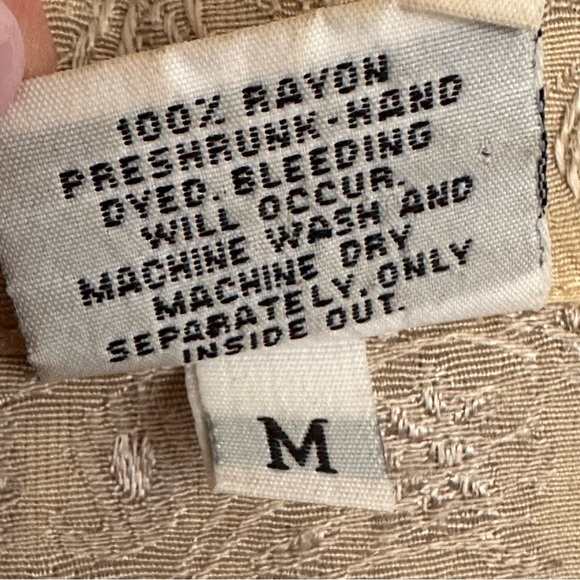 100% RAYON
PRESHRUNK-HAND
DYED. BLEEDING
WILL OCCUR.
MACHINE WASH AND
MACHINE DRY
SEPARATELY, ONLY
INSIDE OUT.
M